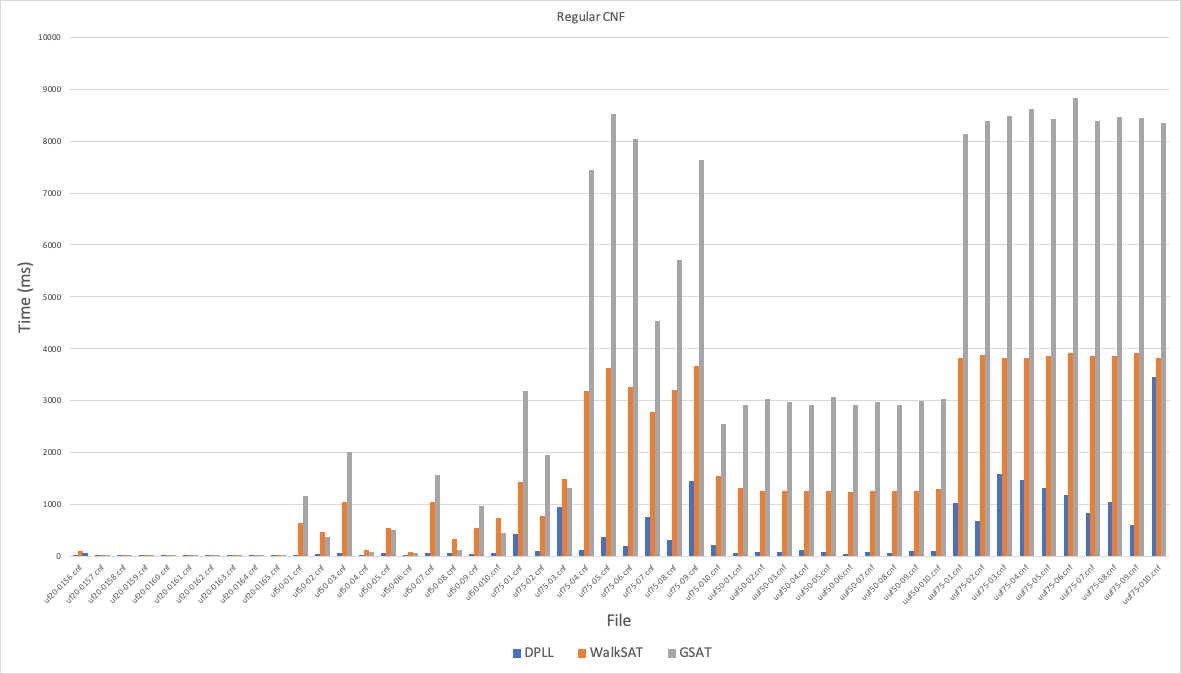 Regular CNF
10000
9000
8000
7000
6000
5000
4000
3000
2000
1000
0
Time (ms)
uf20-0156.cnf
uf20-0157.cnf
uf20-0158.cnf
uf20-0159.cnf
uf20-0160.cnf
uf20-0161.cnf
uf20-0162.cnf
uf20-0163.cnf
uf20-0164.cnf
uf20-0165.cnf
uf50-01.cnf
uf50-02.cnf
uf50-03.cnf
uf50-04.cnf
uf50-05.cnf
uf50-06.cnf
uf50-07.cnf
uf50-08.cnf
uf50-09.cnf
uf50-010.cnf
uf75-01.cnf
uf75-02.cnf
uf75-03.cnf
uf75-04.cnf
uf75-05.cnf
uf75-06.cnf
uf75-07.cnf
uf75-08.cnf
uf75-09.cnf
uf75-010.cnf
uuf50-01.cnf
uuf50-02.cnf
uuf50-03.cnf
uuf50-04.cnf
uuf50-05.cnf
uuf50-06.cnf
uuf50-07.cnf
uuf50-08.cnf
uuf50-09.cnf
uuf50-010.cnf
uuf75-01.cnf
uuf75-02.cnf
uuf75-03.cnf
uuf75-04.cnf
uuf75-05.cnf
uuf75-06.cnf
uuf75-07.cnf
uuf75-08.cnf
uuf75-09.cnf
uuf75-010.cnf
File
DPLL WalkSAT GSAT